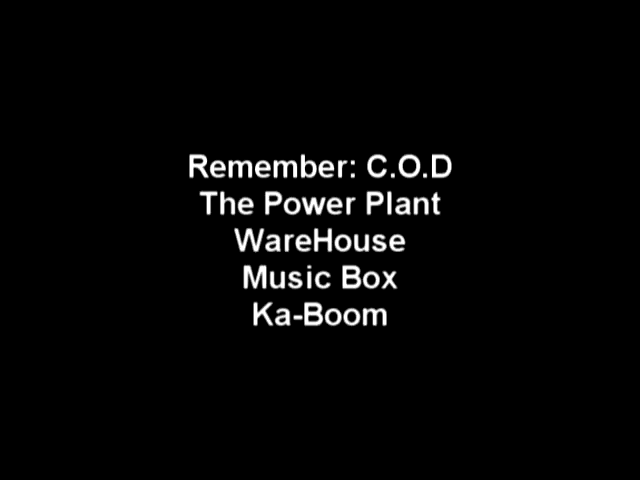 Remember: C.O.D
The Power Plant
WareHouse
Music Box
Ka-Boom